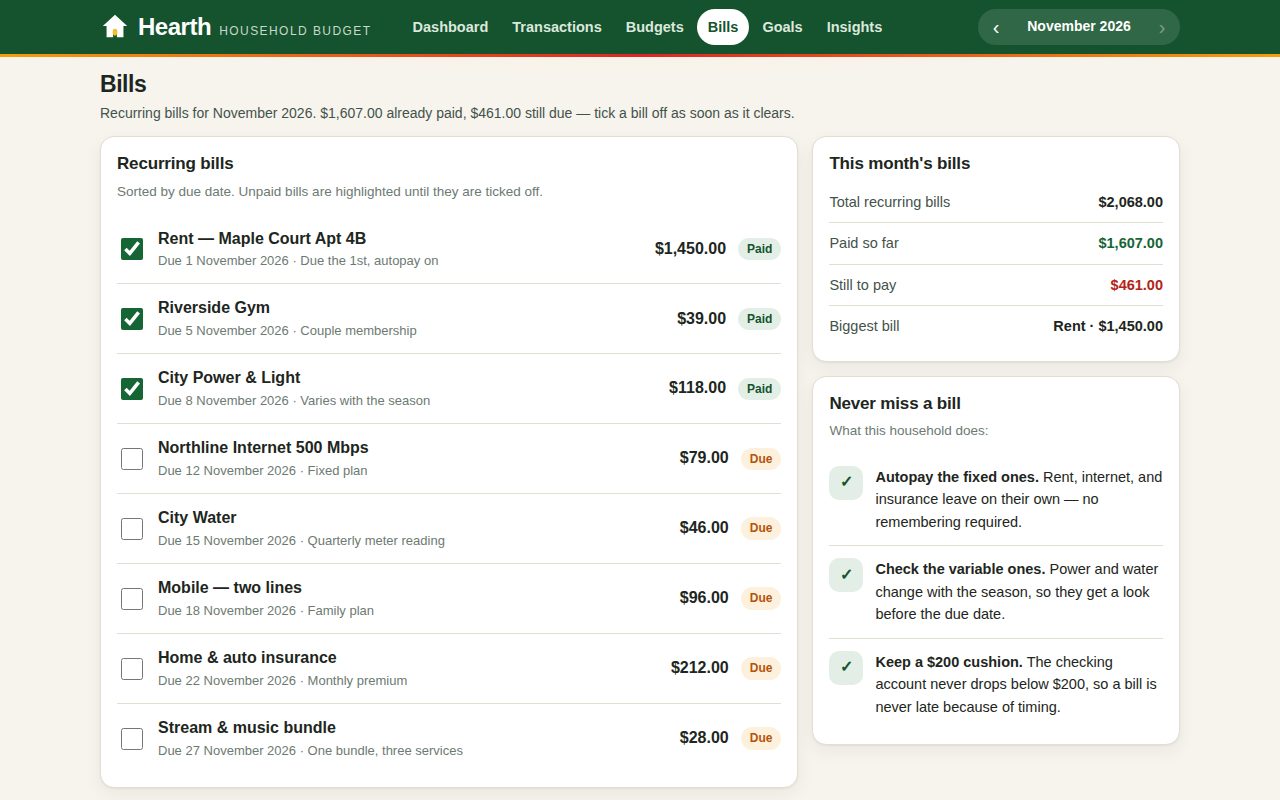 Hearth HOUSEHOLD BUDGET
Dashboard Transactions Budgets Bills Goals Insights
‹ November 2026 ›
Bills
Recurring bills for November 2026. $1,607.00 already paid, $461.00 still due — tick a bill off as soon as it clears.
Recurring bills
Sorted by due date. Unpaid bills are highlighted until they are ticked off.
Rent — Maple Court Apt 4B
Due 1 November 2026 · Due the 1st, autopay on
$1,450.00 Paid
Riverside Gym
Due 5 November 2026 · Couple membership
$39.00 Paid
City Power & Light
Due 8 November 2026 · Varies with the season
$118.00 Paid
Northline Internet 500 Mbps
Due 12 November 2026 · Fixed plan
$79.00 Due
City Water
Due 15 November 2026 · Quarterly meter reading
$46.00 Due
Mobile — two lines
Due 18 November 2026 · Family plan
$96.00 Due
Home & auto insurance
Due 22 November 2026 · Monthly premium
$212.00 Due
Stream & music bundle
Due 27 November 2026 · One bundle, three services
$28.00 Due
This month's bills
Total recurring bills $2,068.00
Paid so far $1,607.00
Still to pay $461.00
Biggest bill Rent · $1,450.00
Never miss a bill
What this household does:
✓ Autopay the fixed ones. Rent, internet, and
insurance leave on their own — no
remembering required.
✓ Check the variable ones. Power and water
change with the season, so they get a look
before the due date.
✓ Keep a $200 cushion. The checking
account never drops below $200, so a bill is
never late because of timing.